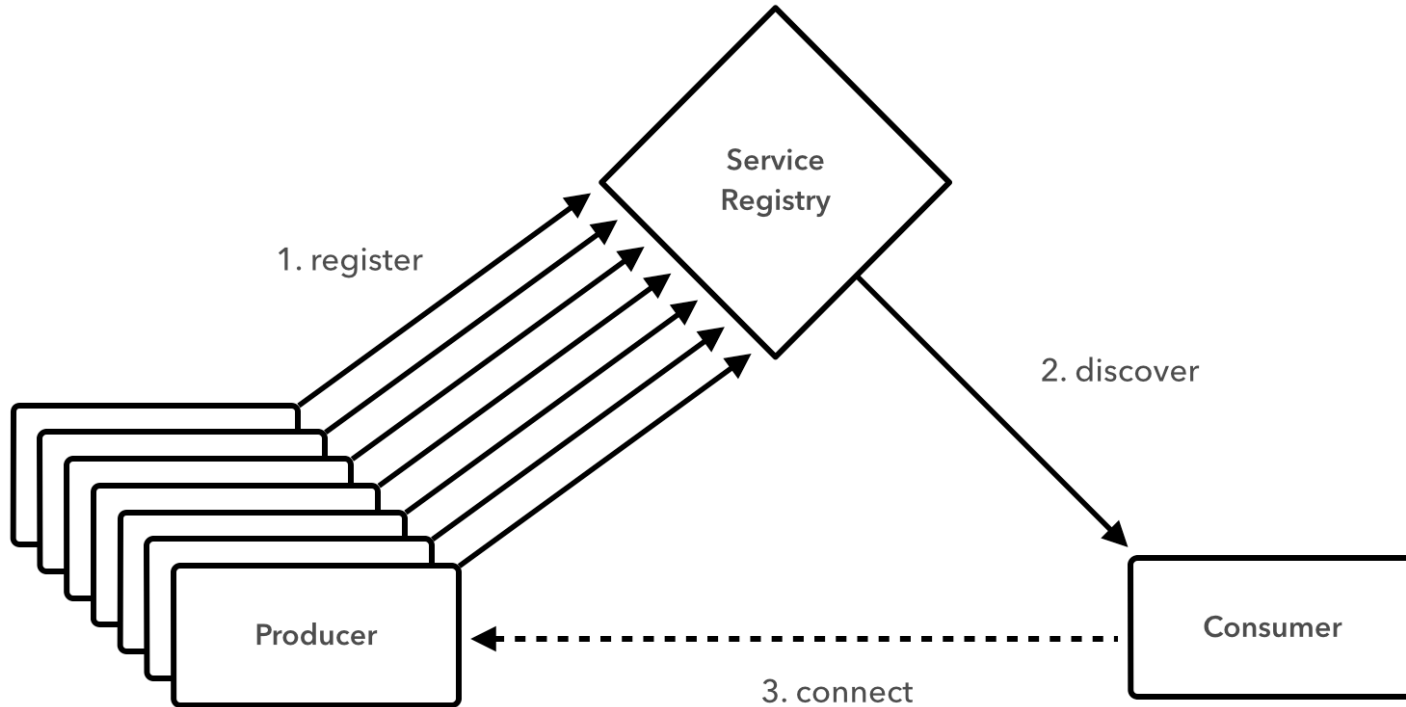 Service
Registry
1. register
2. discover
Producer
Consumer
3. connect